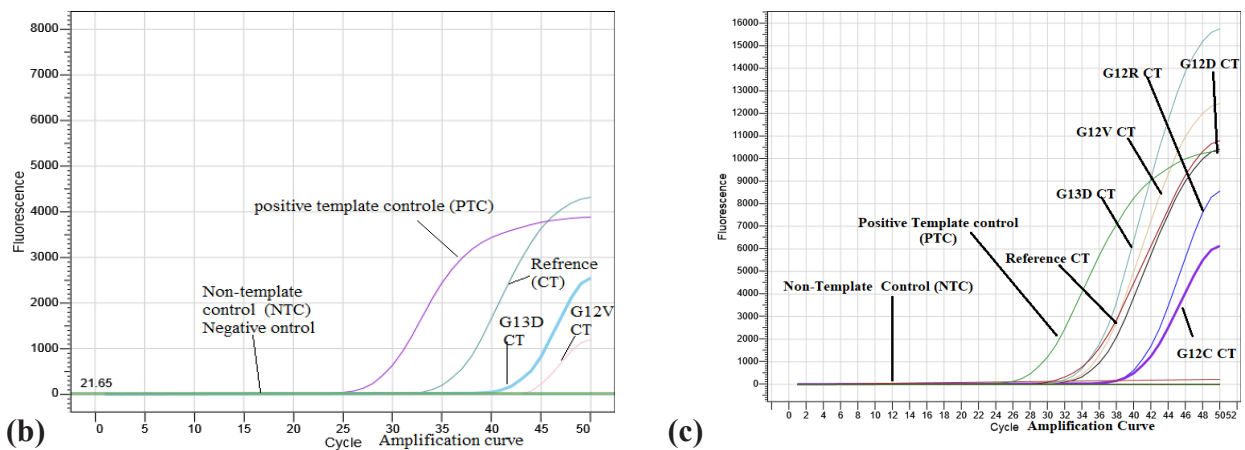 8000
7000
6000
5000
4000
3000
2000
1000
0
Fluorescence
21.65
positive template controle (PTC)
Non-template
control (NTC)
Negative ontrol
Refrence
(CT)
G13D
CT
G12V
CT
0 5 10 15 20 25 30 35 40 45 50
Cycle Amplification curve
(b)
16000
15000
14000
13000
12000
11000
10000
9000
8000
7000
6000
5000
4000
3000
2000
1000
0
Fluorescence
G12D
CT
G12R CT
G12V CT
G13D CT
Positive Template control
(PTC)
Reference CT
Non-Template Control (NTC)
G12C CT
0 2 4 6 8 10 12 14 16 18 20 22 24 26 28 30 32 34 36 38 40 42 44 46 48 5052
Cycle Amplification Curve
(c)